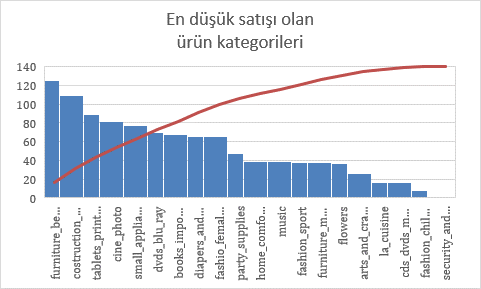 En düşük satışı olan
ürün kategorileri
140
120
100
80
60
40
20
0
furniture_be...
costruction_...
tablets_print...
cine_photo
small_applia...
dvds_blu_ray
books_impo...
diapers_and...
fashio_femal...
party_supplies
home_comfo...
music
fashion_sport
furniture_m...
flowers
arts_and_cra...
la_cuisine
cds_dvds_m...
fashion_chil...
security_and...